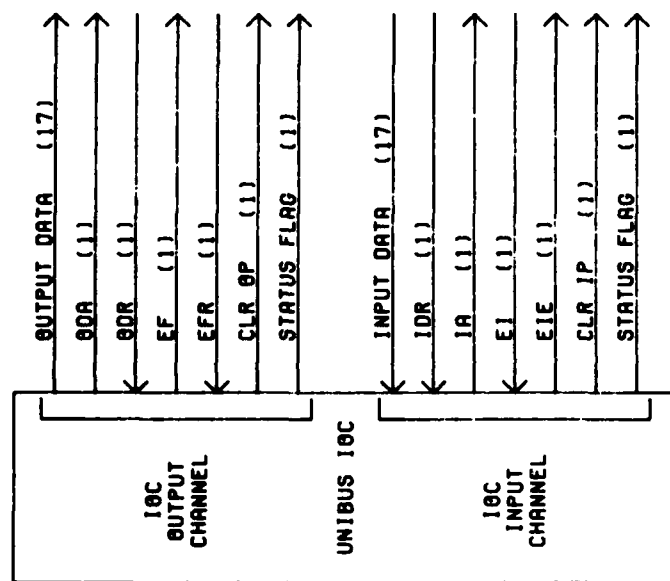 OUTPUT DATA (17)
ODA (1)
ODR (1)
EF (1)
EFR (1)
CLR OP (1)
STATUS FLAG (1)
IOC
OUTPUT
CHANNEL
UNIBUS IOC
INPUT DATA (17)
IDR (1)
IA (1)
EI (1)
EIE (1)
CLR IP (1)
STATUS FLAG (1)
IOC
INPUT
CHANNEL